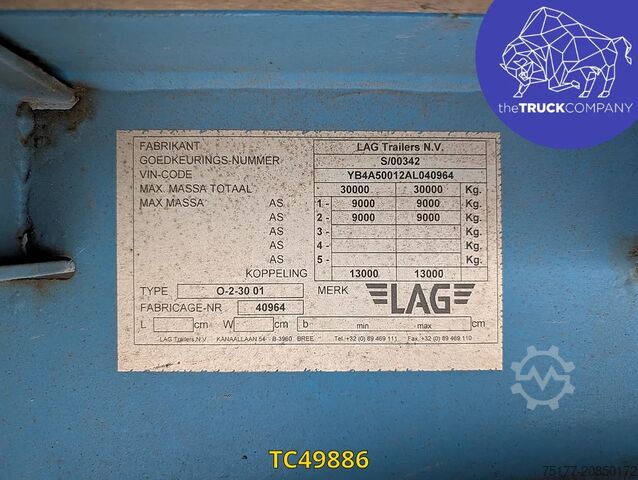 theTRUCKCOMPANY
FABRIKANT LAG Trailers N.V.
GOEDKEURINGS-NUMMER S/00342
VIN-CODE YB4A50012AL040964
MAX. MASSA TOTAAL 30000 30000 Kg.
MAX MASSA AS 1- 9000 9000 Kg.
AS 2- 9000 9000 Kg.
AS 3- Kg.
AS 4- Kg.
AS 5- Kg.
KOPPELING 13000 13000 Kg.
TYPE O-2-30 01 MERK LAG
FABRICAGE-NR 40964
L cm W cm b min - max cm
LAG Trailers N.V. KANAALLAAN 54 - B-3960 BREE Tel.+32 (0) 89 469 111 Fax.+32 (0) 89 469 110
TC49886
75177-20850172